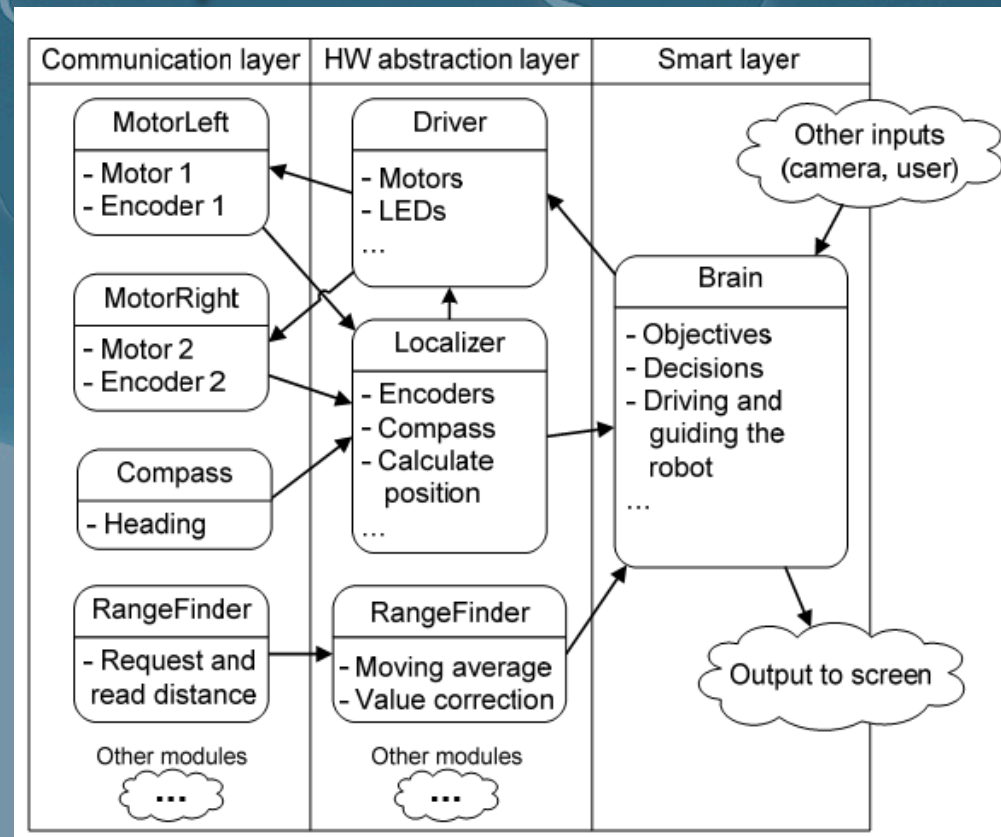 Communication layer
HW abstraction layer
Smart layer
MotorLeft
- Motor 1
- Encoder 1
MotorRight
- Motor 2
- Encoder 2
Compass
- Heading
RangeFinder
- Request and
read distance
Other modules
...
Driver
- Motors
- LEDs
...
Localizer
- Encoders
- Compass
- Calculate
position
...
RangeFinder
- Moving average
- Value correction
Other modules
...
Other inputs
(camera, user)
Brain
- Objectives
- Decisions
- Driving and
guiding the
robot
...
Output to screen